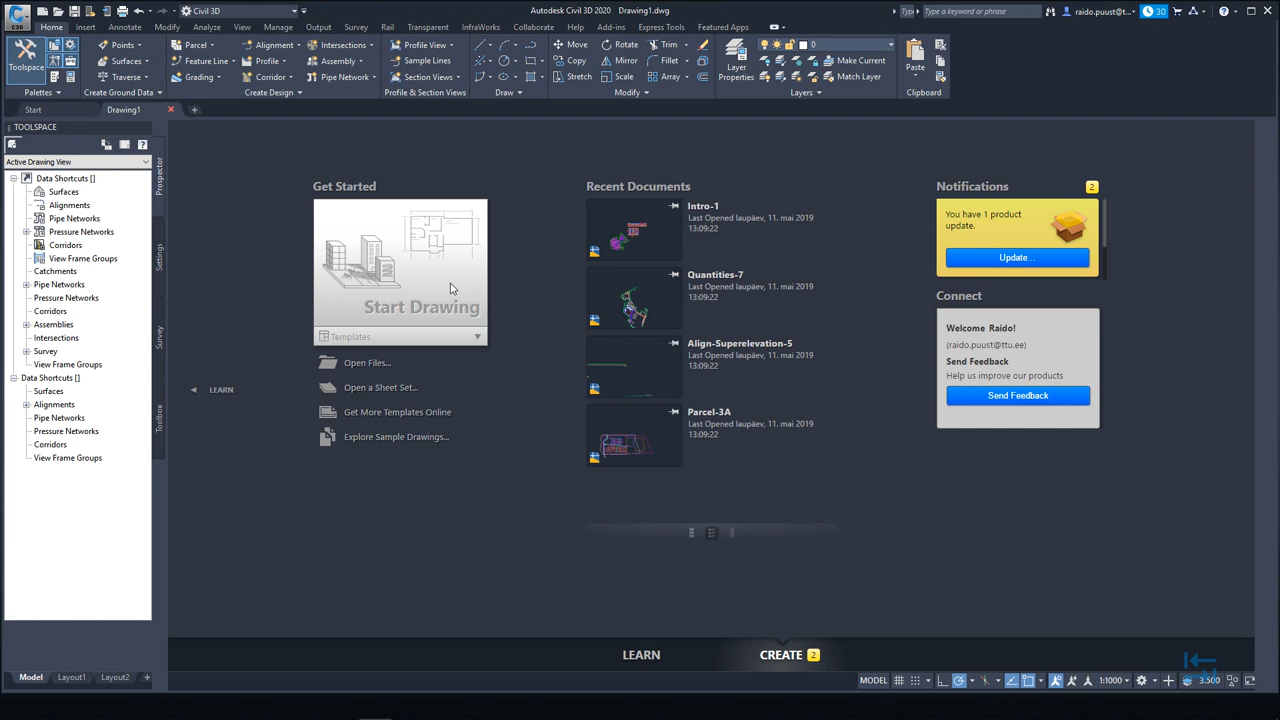 Autodesk Civil 3D 2020 Drawing1.dwg
Civil 3D
Type a keyword or phrase
raido.puust@tt...
30
Home Insert Annotate Modify Analyze View Manage Output Survey Rail Transparent InfraWorks Collaborate Help Add-ins Express Tools Featured Apps
Toolspace
Palettes
Points
Surfaces
Traverse
Create Ground Data
Parcel
Feature Line
Grading
Alignment
Profile
Corridor
Intersections
Assembly
Pipe Network
Create Design
Profile View
Sample Lines
Section Views
Profile & Section Views
Draw
Move
Copy
Stretch
Rotate
Mirror
Scale
Trim
Fillet
Array
Modify
Layer
Properties
0
Make Current
Match Layer
Layers
Paste
Clipboard
Start
Drawing1
TOOLSPACE
Active Drawing View
Data Shortcuts []
Surfaces
Alignments
Pipe Networks
Pressure Networks
Corridors
View Frame Groups
Catchments
Pipe Networks
Pressure Networks
Corridors
Assemblies
Intersections
Survey
View Frame Groups
Data Shortcuts []
Surfaces
Alignments
Pipe Networks
Pressure Networks
Corridors
View Frame Groups
Prospector
Settings
Survey
Toolbox
LEARN
Get Started
Start Drawing
Templates
Open Files...
Open a Sheet Set...
Get More Templates Online
Explore Sample Drawings...
Recent Documents
Intro-1
Last Opened laupäev, 11. mai 2019
13:09:22
Quantities-7
Last Opened laupäev, 11. mai 2019
13:09:22
Align-Superelevation-5
Last Opened laupäev, 11. mai 2019
13:09:22
Parcel-3A
Last Opened laupäev, 11. mai 2019
13:09:22
Notifications
2
You have 1 product
update.
Update...
Connect
Welcome Raido!
(raido.puust@ttu.ee)
Send Feedback
Help us improve our products
Send Feedback
LEARN
CREATE 2
Model Layout1 Layout2
MODEL
1:1000
3.500